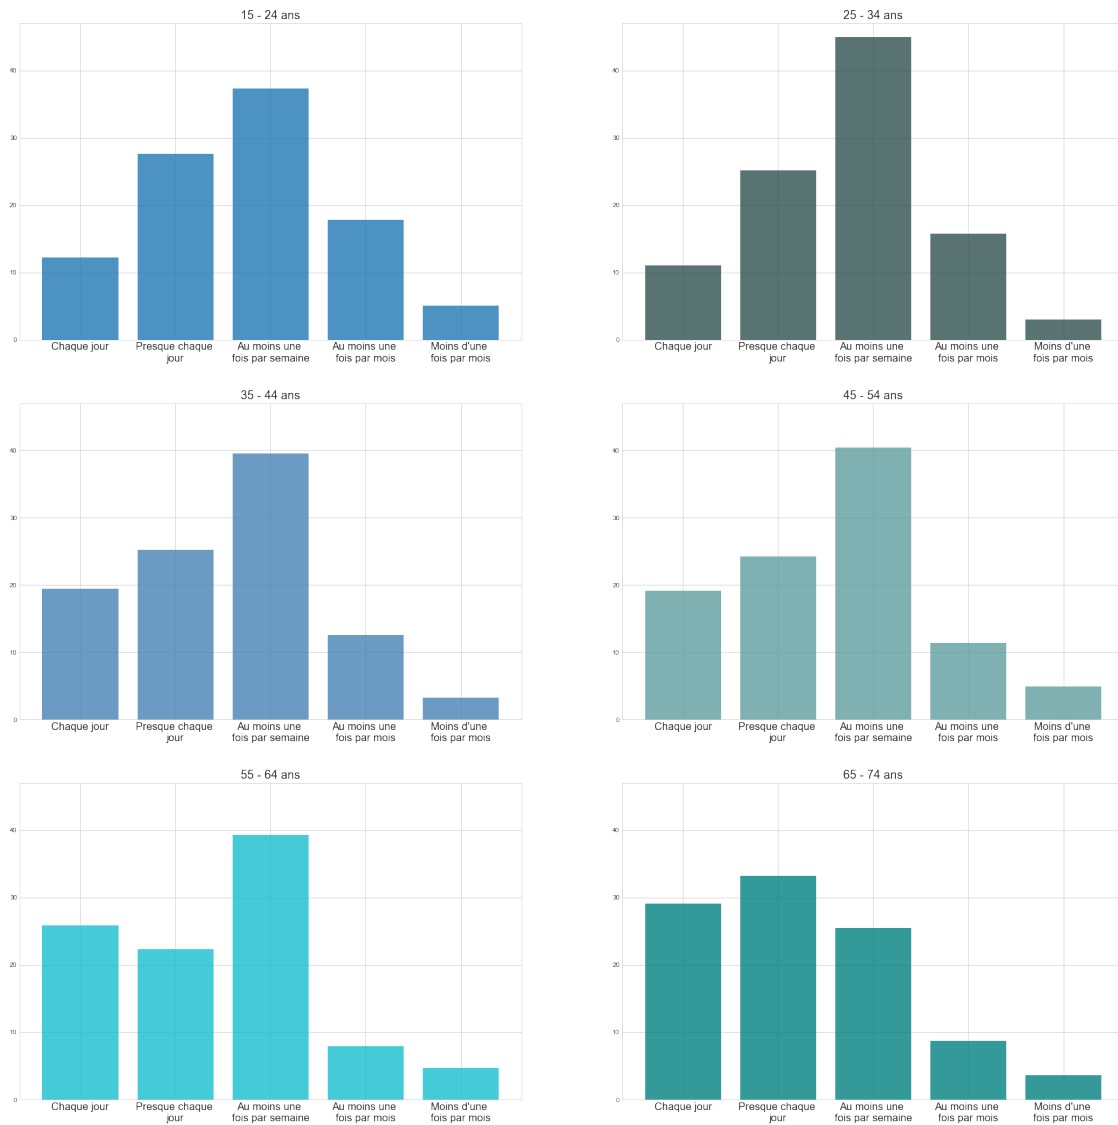 15 - 24 ans
40
30
20
10
0
Chaque jour
Presque chaque
jour
Au moins une
fois par semaine
Au moins une
fois par mois
Moins d'une
fois par mois
25 - 34 ans
40
30
20
10
0
Chaque jour
Presque chaque
jour
Au moins une
fois par semaine
Au moins une
fois par mois
Moins d'une
fois par mois
35 - 44 ans
40
30
20
10
0
Chaque jour
Presque chaque
jour
Au moins une
fois par semaine
Au moins une
fois par mois
Moins d'une
fois par mois
45 - 54 ans
40
30
20
10
0
Chaque jour
Presque chaque
jour
Au moins une
fois par semaine
Au moins une
fois par mois
Moins d'une
fois par mois
55 - 64 ans
40
30
20
10
0
Chaque jour
Presque chaque
jour
Au moins une
fois par semaine
Au moins une
fois par mois
Moins d'une
fois par mois
65 - 74 ans
40
30
20
10
0
Chaque jour
Presque chaque
jour
Au moins une
fois par semaine
Au moins une
fois par mois
Moins d'une
fois par mois